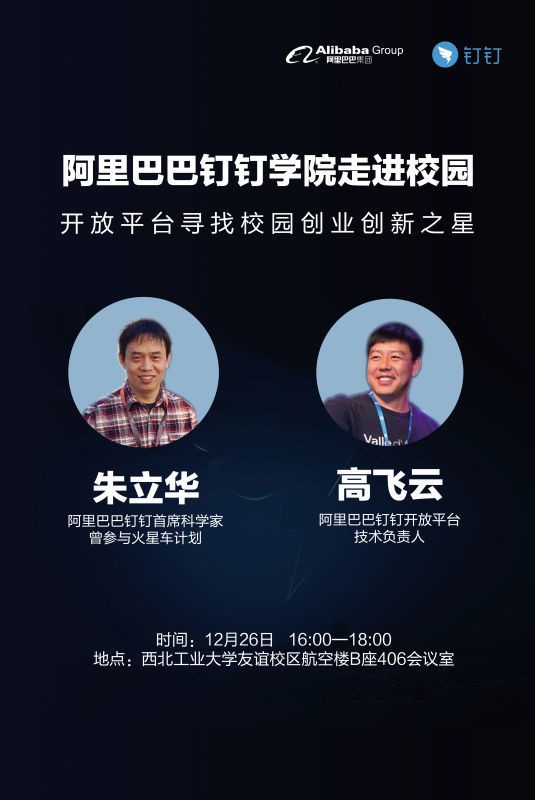 Alibaba Group
阿里巴巴集团
钉钉
阿里巴巴钉钉学院走进校园
开放平台寻找校园创业创新之星
Valle
朱立华
高飞云
阿里巴巴钉钉首席科学家
曾参与火星车计划
阿里巴巴钉钉开放平台
技术负责人
时间：12月26日 16:00—18:00
地点：西北工业大学友谊校区航空楼B座406会议室